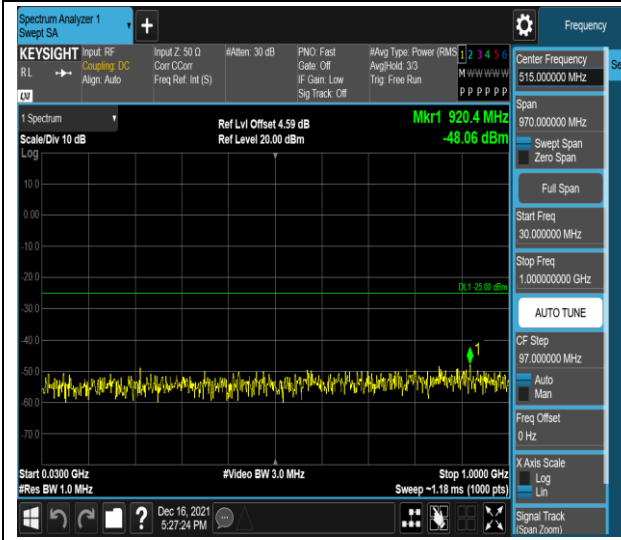 Spectrum Analyzer 1
Swept SA
Frequency
KEYSIGHT
RL
LXI
Input: RF
Coupling: DC
Align: Auto
Input Z: 50 Ω
Corr CCorr
Freq Ref: Int (S)
#Atten: 30 dB
PNO: Fast
Gate: Off
IF Gain: Low
Sig Track: Off
#Avg Type: Power (RMS
Avg|Hold: 3/3
Trig: Free Run
1 2 3 4 5 6
M W W W W W
P P P P P P
1 Spectrum
Scale/Div 10 dB
Log
Ref Lvl Offset 4.59 dB
Ref Level 20.00 dBm
Mkr1 920.4 MHz
-48.06 dBm
10.0
0.00
-10.0
-20.0
-30.0
-40.0
-50.0
-60.0
-70.0
DL1 -25.00 dBm
1
Start 0.0300 GHz
#Res BW 1.0 MHz
#Video BW 3.0 MHz
Stop 1.0000 GHz
Sweep ~1.18 ms (1000 pts)
Dec 16, 2021
5:27:24 PM
Center Frequency
515.000000 MHz
Span
970.000000 MHz
Swept Span
Zero Span
Full Span
Start Freq
30.000000 MHz
Stop Freq
1.000000000 GHz
AUTO TUNE
CF Step
97.000000 MHz
Auto
Man
Freq Offset
0 Hz
X Axis Scale
Log
Lin
Signal Track
(Span Zoom)
Se